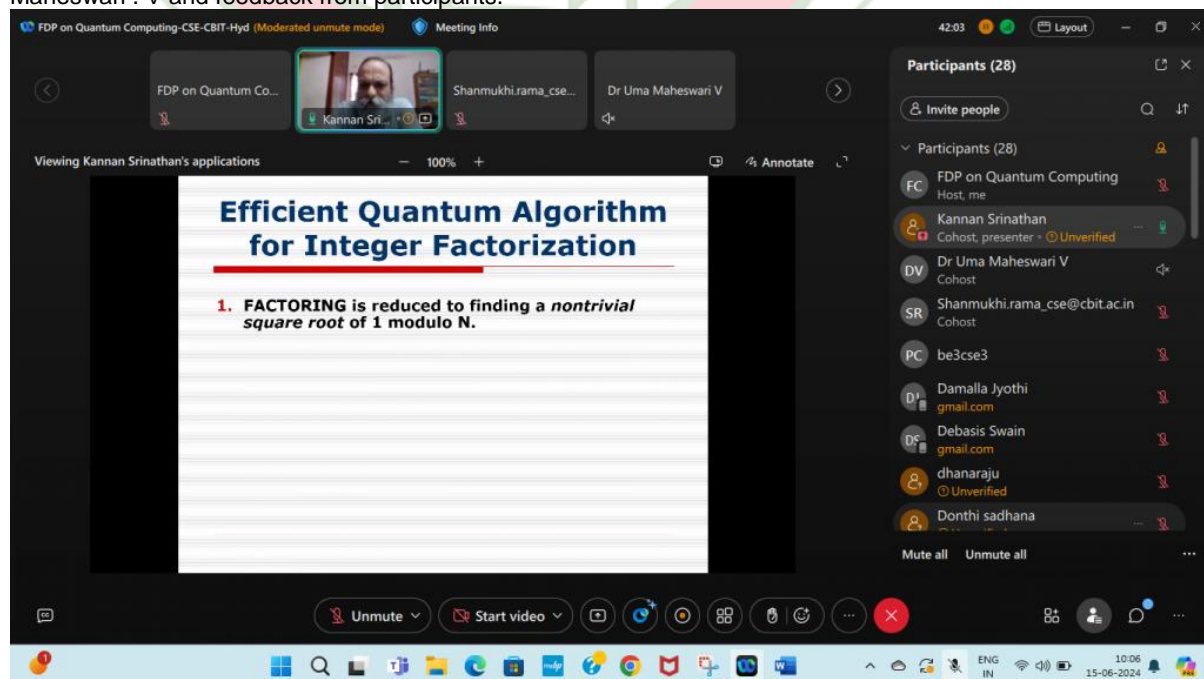 Maheswari . V and feedback from participants.
FDP on Quantum Computing-CSE-CBIT-Hyd (Moderated unmute mode) Meeting Info 42:03 Layout
FDP on Quantum Co...
Kannan Sri...
Shanmukhi.rama_cse...
Dr Uma Maheswari V
Viewing Kannan Srinathan's applications 100% Annotate
Efficient Quantum Algorithm
for Integer Factorization
1. FACTORING is reduced to finding a nontrivial
square root of 1 modulo N.
Participants (28)
Invite people
Participants (28)
FC FDP on Quantum Computing
Host, me
Kannan Srinathan
Cohost, presenter • Unverified
DV Dr Uma Maheswari V
Cohost
SR Shanmukhi.rama_cse@cbit.ac.in
Cohost
PC be3cse3
DJ Damalla Jyothi
gmail.com
DS Debasis Swain
gmail.com
dhanaraju
Unverified
Donthi sadhana
Mute all Unmute all
Unmute Start video
ENG
IN
10:06
15-06-2024